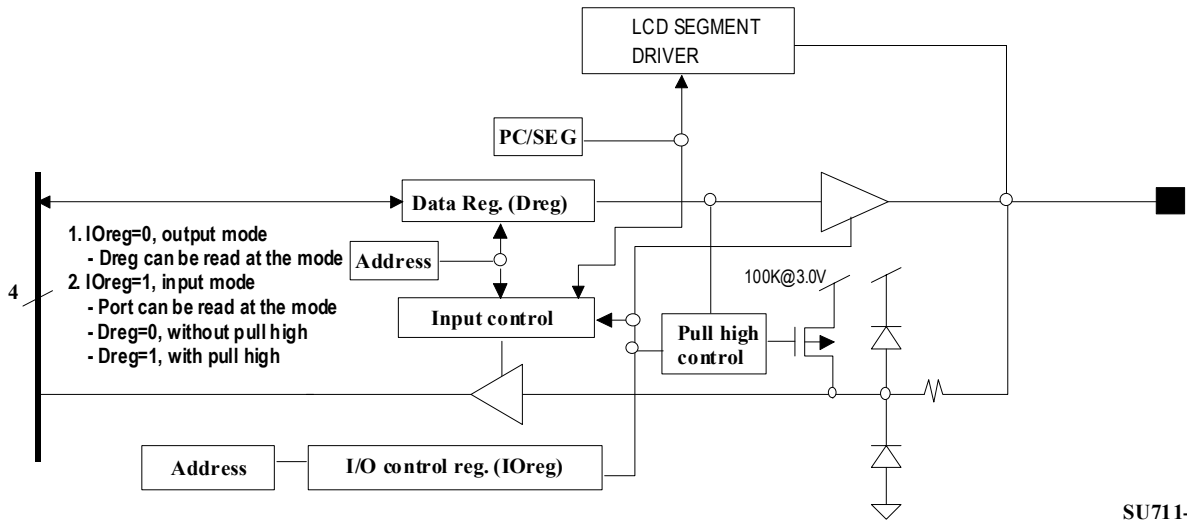 LCD SEGMENT
DRIVER
PC/SEG
Data Reg. (Dreg)
1. IOreg=0, output mode
- Dreg can be read at the mode
2. IOreg=1, input mode
- Port can be read at the mode
- Dreg=0, without pull high
- Dreg=1, with pull high
4
Address
100K@3.0V
Input control
Pull high
control
Address
I/O control reg. (IOreg)
SU711-